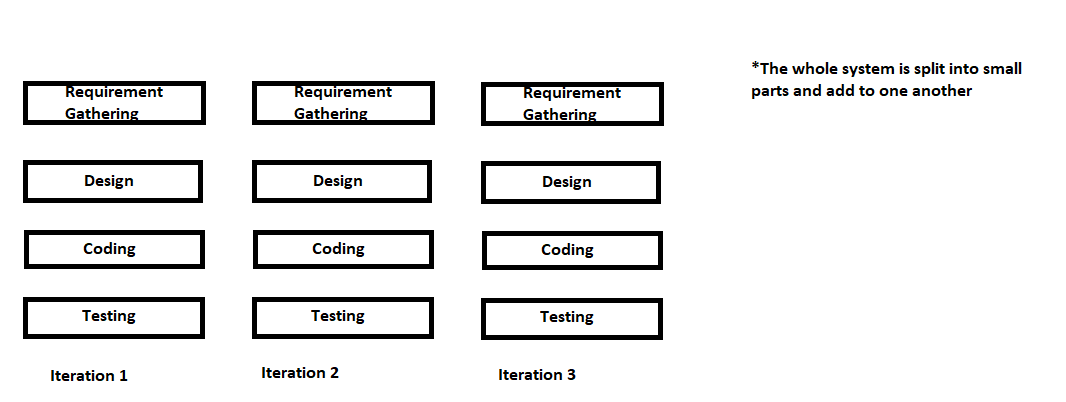 *The whole system is split into small
parts and add to one another
Requirement
Gathering
Requirement
Gathering
Requirement
Gathering
Design
Design
Design
Coding
Coding
Coding
Testing
Testing
Testing
Iteration 1
Iteration 2
Iteration 3